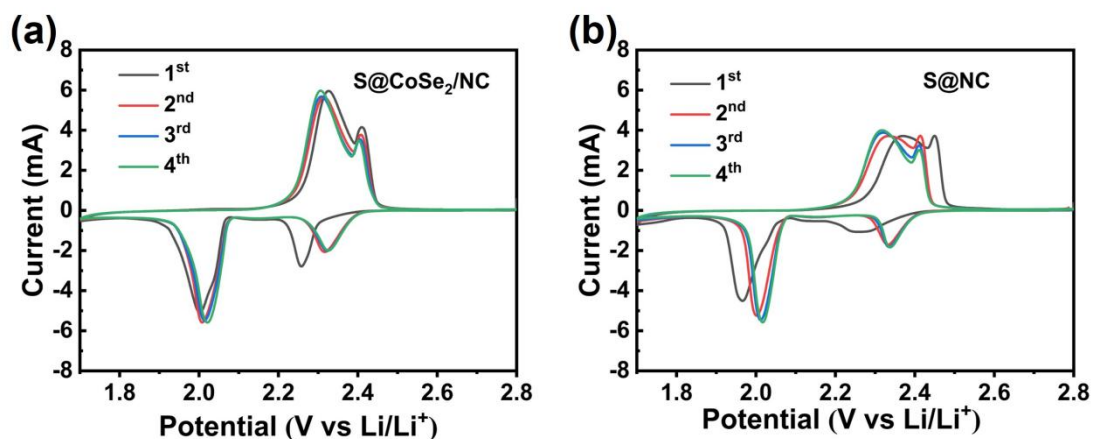 (a)
S@CoSe₂/NC
1ˢᵗ
2ⁿᵈ
3ʳᵈ
4ᵗʰ
8
6
4
2
0
-2
-4
-6
-8
Current (mA)
1.8
2.0
2.2
2.4
2.6
2.8
Potential (V vs Li/Li⁺)
(b)
S@NC
1ˢᵗ
2ⁿᵈ
3ʳᵈ
4ᵗʰ
8
6
4
2
0
-2
-4
-6
-8
Current (mA)
1.8
2.0
2.2
2.4
2.6
2.8
Potential (V vs Li/Li⁺)